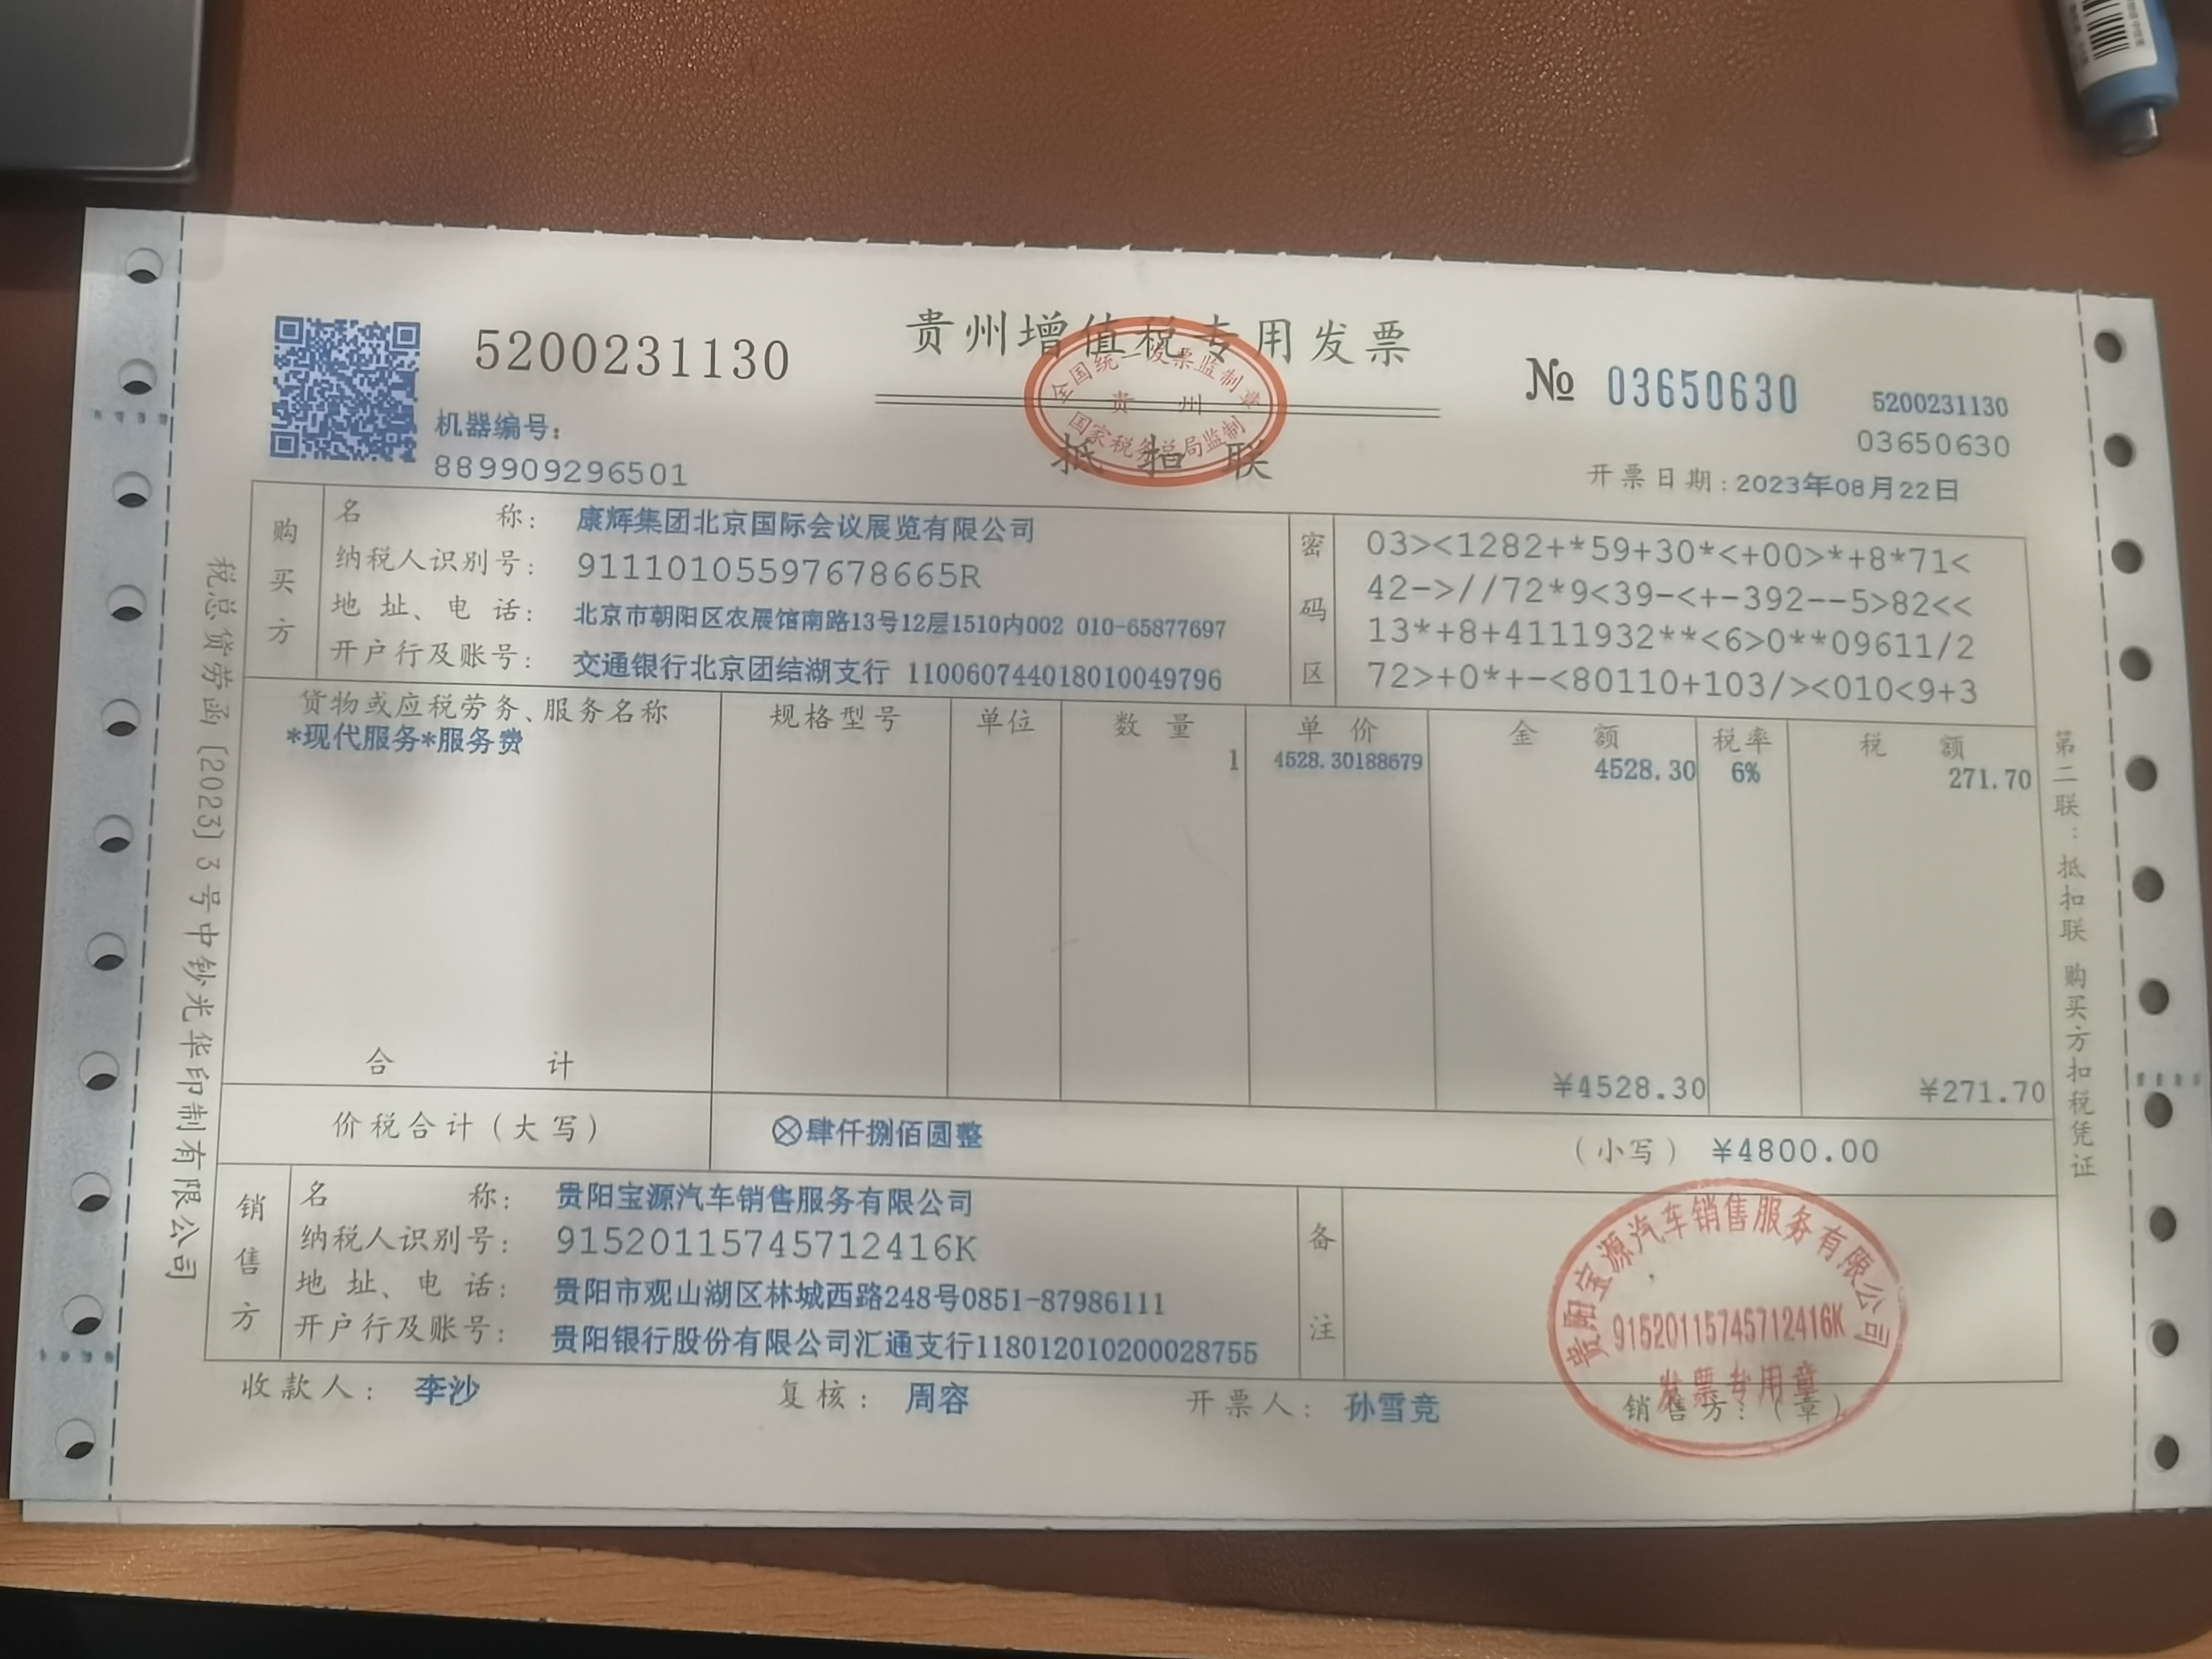 5200231130
贵州增值税专用发票
全国统一发票监制章
贵 州
国家税务总局监制
抵 扣 联
№ 03650630
5200231130
03650630
机器编号:
889909296501
开票日期:2023年08月22日
购买方
名 称: 康辉集团北京国际会议展览有限公司
纳税人识别号: 91110105597678665R
地 址、电 话: 北京市朝阳区农展馆南路13号12层1510内002 010-65877697
开户行及账号: 交通银行北京团结湖支行 110060744018010049796
密码区
03><1282+*59+30*<+00>*+8*71<
42->//72*9<39-<+-392--5>82<<
13*+8+4111932**<6>0**09611/2
72>+0*+-<80110+103/><010<9+3
货物或应税劳务、服务名称 规格型号 单位 数 量 单 价 金 额 税率 税 额
*现代服务*服务费 1 4528.30188679 4528.30 6% 271.70
合 计 ¥4528.30 ¥271.70
价税合计(大写) ⊗肆仟捌佰圆整 (小写) ¥4800.00
销售方
名 称: 贵阳宝源汽车销售服务有限公司
纳税人识别号: 91520115745712416K
地 址、电 话: 贵阳市观山湖区林城西路248号0851-87986111
开户行及账号: 贵阳银行股份有限公司汇通支行11801201020002875​5
备注
贵阳宝源汽车销售服务有限公司
91520115745712416K
发票专用章
收款人: 李沙 复核: 周容 开票人: 孙雪竞 销售方:(章)
税总货劳函[2023]3号中钞光华印制有限公司
第二联:抵扣联 购买方扣税凭证